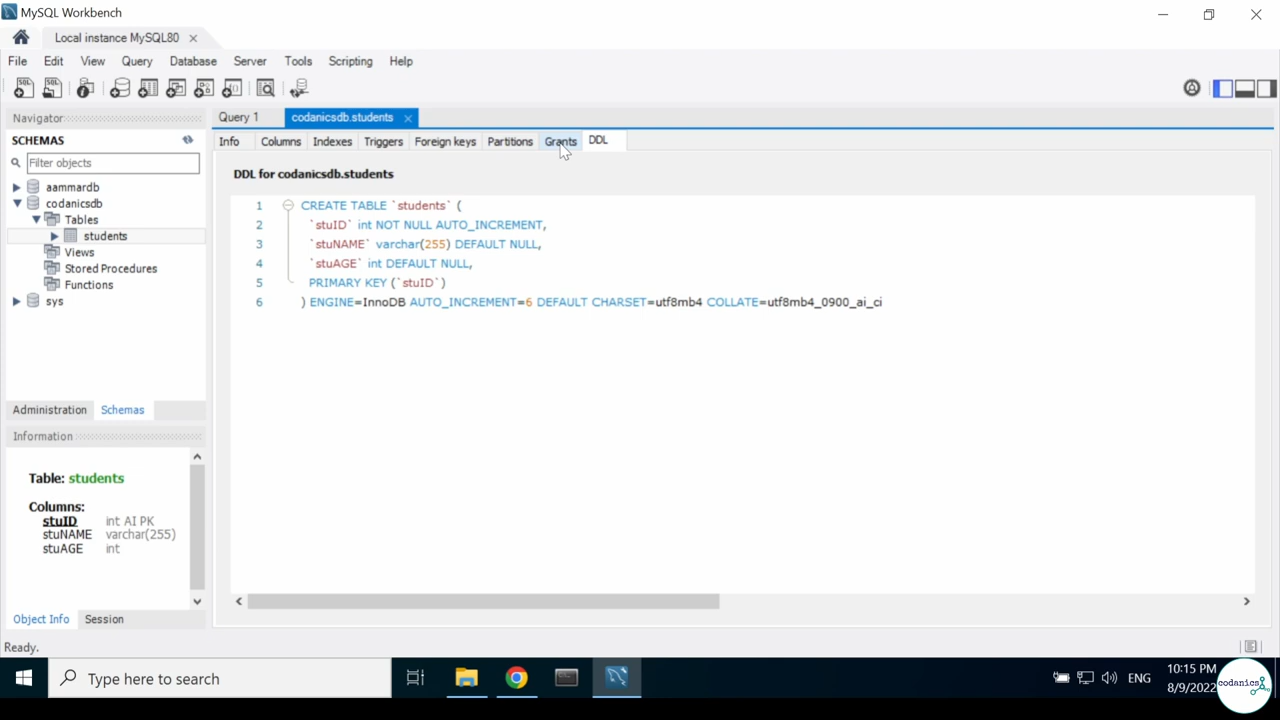 MySQL Workbench
Local instance MySQL80
File Edit View Query Database Server Tools Scripting Help
Navigator
SCHEMAS
Filter objects
aammardb
codanicsdb
Tables
students
Views
Stored Procedures
Functions
sys
Administration Schemas
Information
Table: students
Columns:
stuID int AI PK
stuNAME varchar(255)
stuAGE int
Object Info Session
Query 1 codanicsdb.students
Info Columns Indexes Triggers Foreign keys Partitions Grants DDL
DDL for codanicsdb.students
1 CREATE TABLE `students` (
2 `stuID` int NOT NULL AUTO_INCREMENT,
3 `stuNAME` varchar(255) DEFAULT NULL,
4 `stuAGE` int DEFAULT NULL,
5 PRIMARY KEY (`stuID`)
6 ) ENGINE=InnoDB AUTO_INCREMENT=6 DEFAULT CHARSET=utf8mb4 COLLATE=utf8mb4_0900_ai_ci
Ready.
Type here to search
ENG
10:15 PM
8/9/2022
codanics